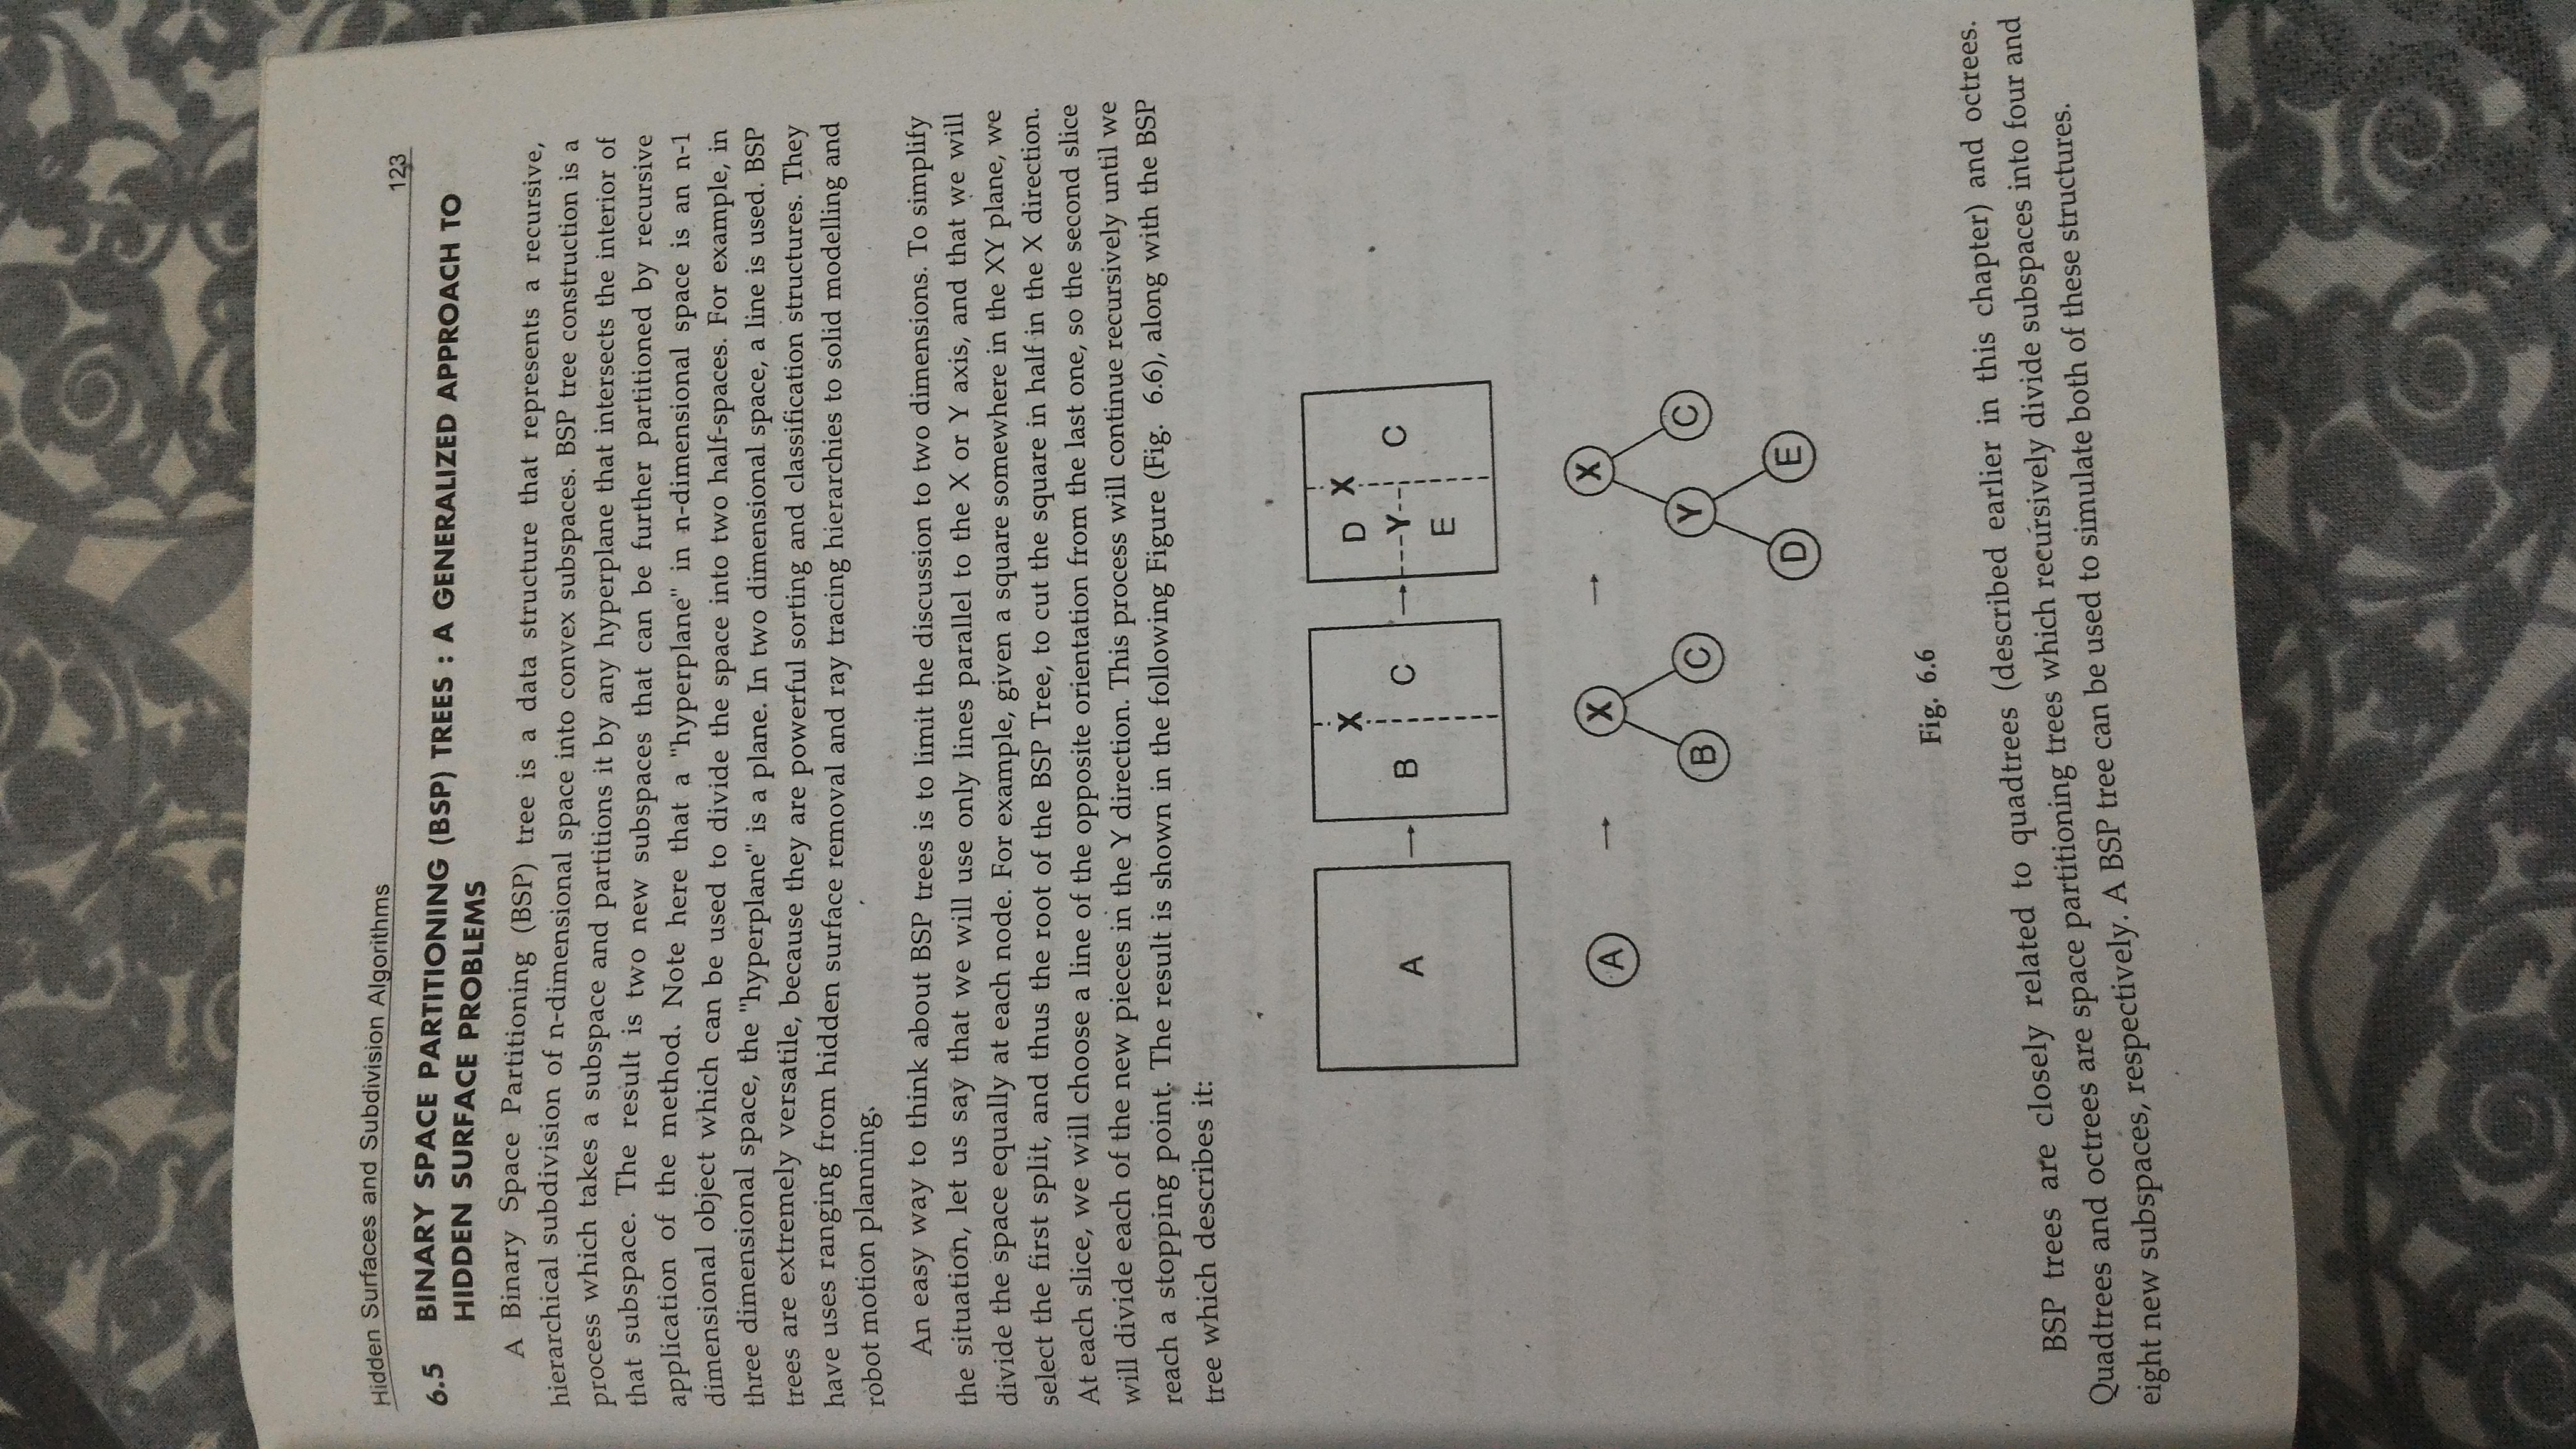 Hidden Surfaces and Subdivision Algorithms 123
6.5 BINARY SPACE PARTITIONING (BSP) TREES : A GENERALIZED APPROACH TO
HIDDEN SURFACE PROBLEMS
A Binary Space Partitioning (BSP) tree is a data structure that represents a recursive,
hierarchical subdivision of n-dimensional space into convex subspaces. BSP tree construction is a
process which takes a subspace and partitions it by any hyperplane that intersects the interior of
that subspace. The result is two new subspaces that can be further partitioned by recursive
application of the method. Note here that a "hyperplane" in n-dimensional space is an n-1
dimensional object which can be used to divide the space into two half-spaces. For example, in
three dimensional space, the "hyperplane" is a plane. In two dimensional space, a line is used. BSP
trees are extremely versatile, because they are powerful sorting and classification structures. They
have uses ranging from hidden surface removal and ray tracing hierarchies to solid modelling and
robot motion planning.
An easy way to think about BSP trees is to limit the discussion to two dimensions. To simplify
the situation, let us say that we will use only lines parallel to the X or Y axis, and that we will
divide the space equally at each node. For example, given a square somewhere in the XY plane, we
select the first split, and thus the root of the BSP Tree, to cut the square in half in the X direction.
At each slice, we will choose a line of the opposite orientation from the last one, so the second slice
will divide each of the new pieces in the Y direction. This process will continue recursively until we
reach a stopping point. The result is shown in the following Figure (Fig. 6.6), along with the BSP
tree which describes it:
X D X
A B C Y C
E
A X X
B C Y C
D E
Fig. 6.6
BSP trees are closely related to quadtrees (described earlier in this chapter) and octrees.
Quadtrees and octrees are space partitioning trees which recursively divide subspaces into four and
eight new subspaces, respectively. A BSP tree can be used to simulate both of these structures.